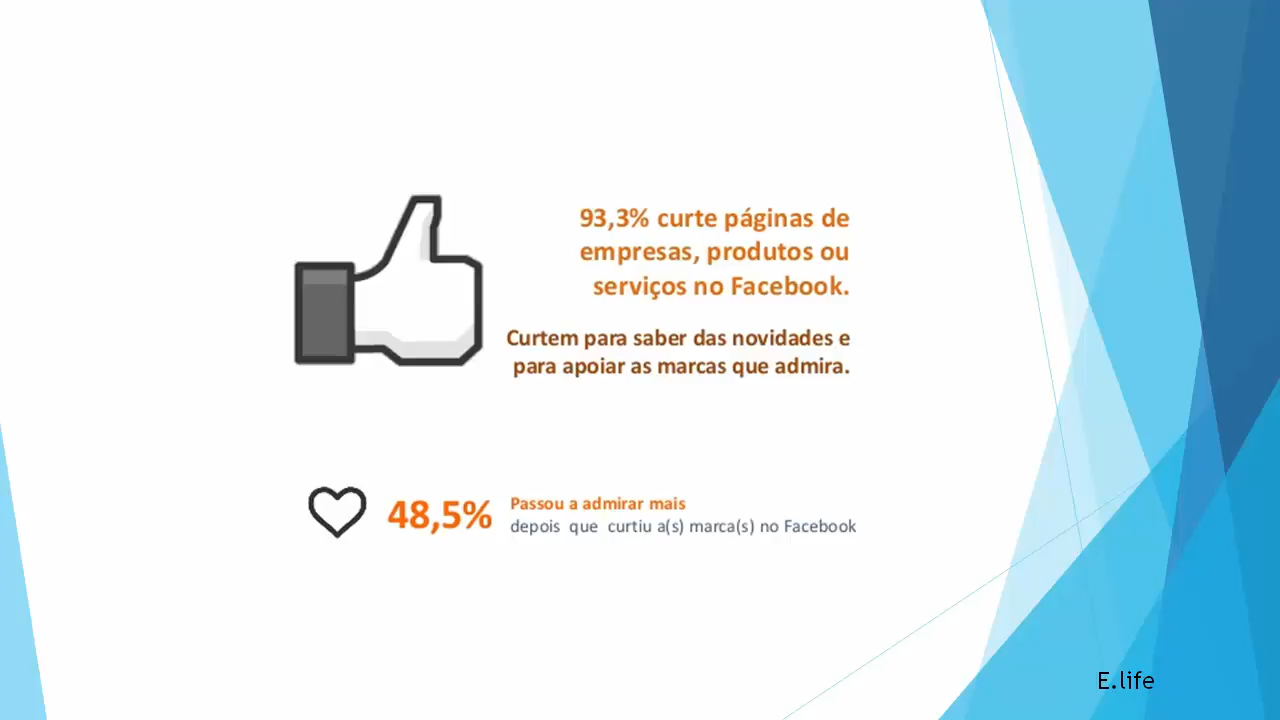 93,3% curte páginas de
empresas, produtos ou
serviços no Facebook.
Curtem para saber das novidades e
para apoiar as marcas que admira.
48,5%
Passou a admirar mais
depois que curtiu a(s) marca(s) no Facebook
E.life